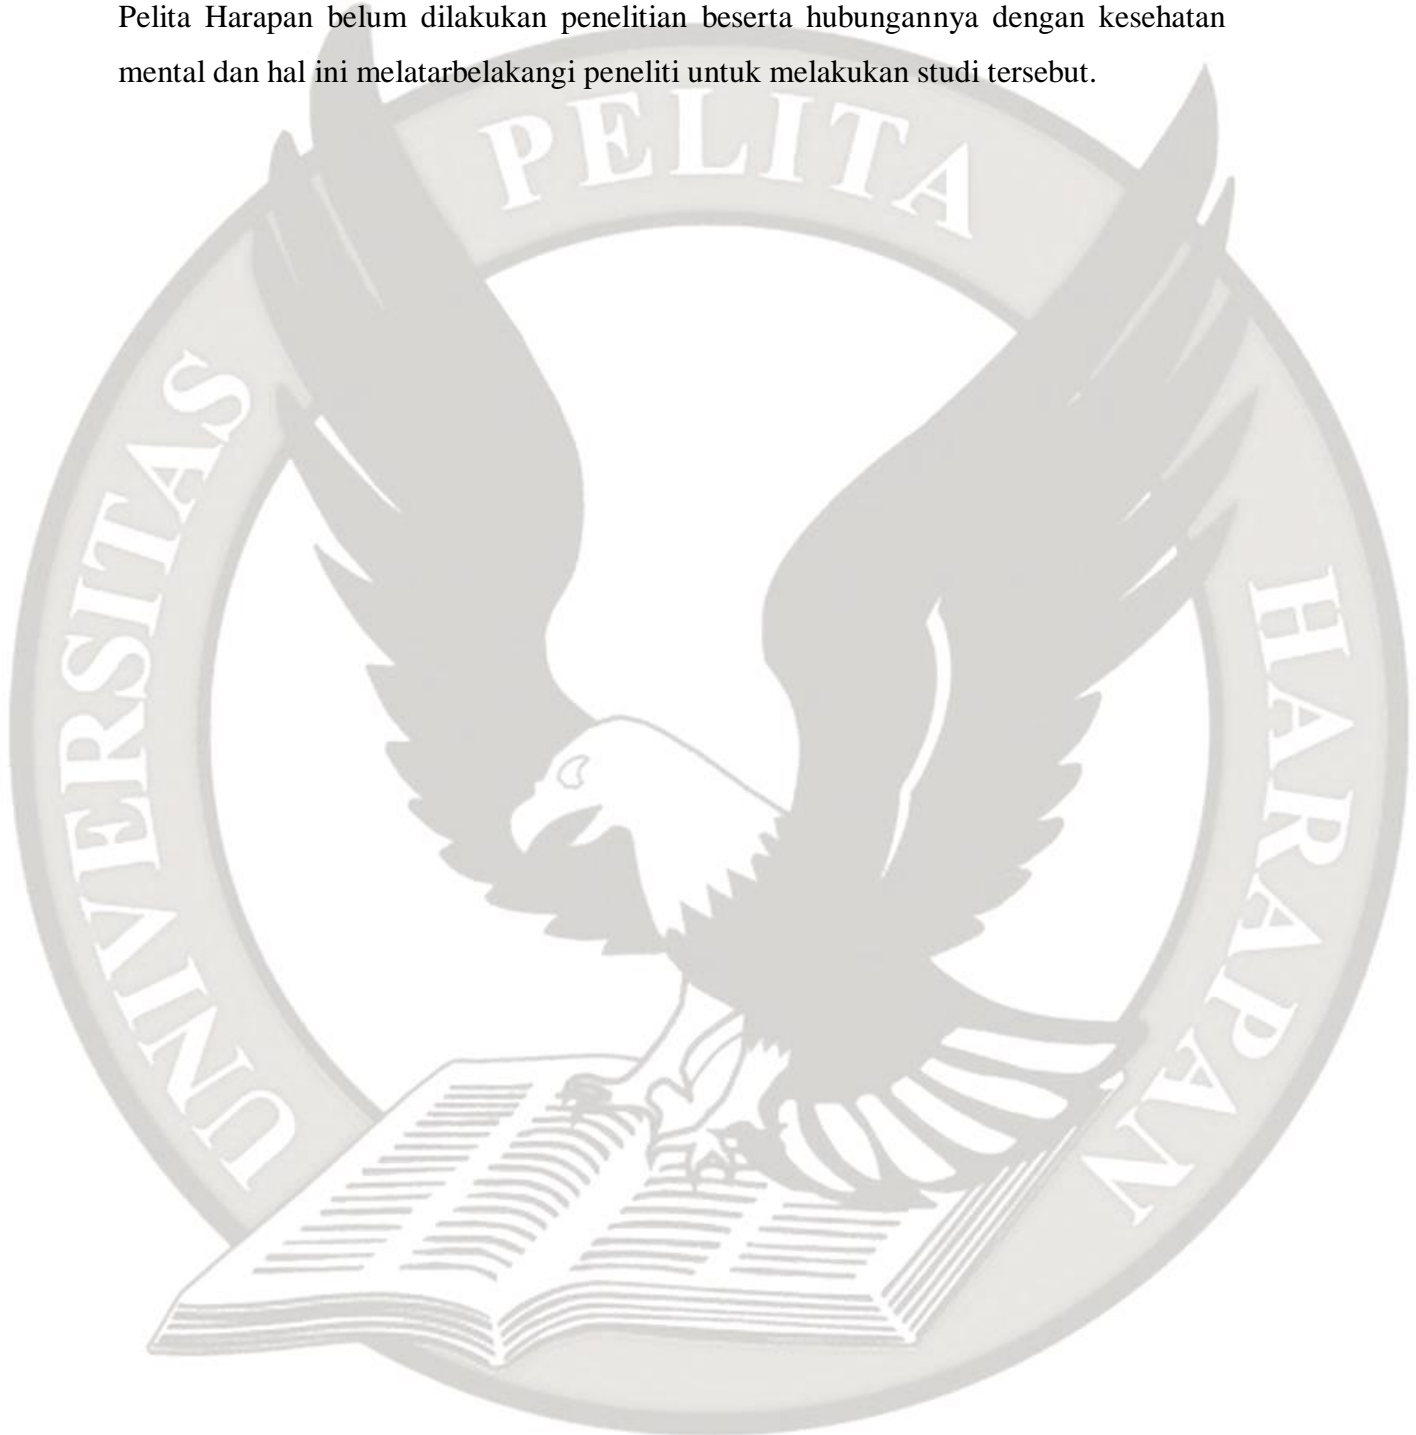 Pelita Harapan belum dilakukan penelitian beserta hubungannya dengan kesehatan
mental dan hal ini melatarbelakangi peneliti untuk melakukan studi tersebut.
UNIVERSITAS PELITA HARAPAN